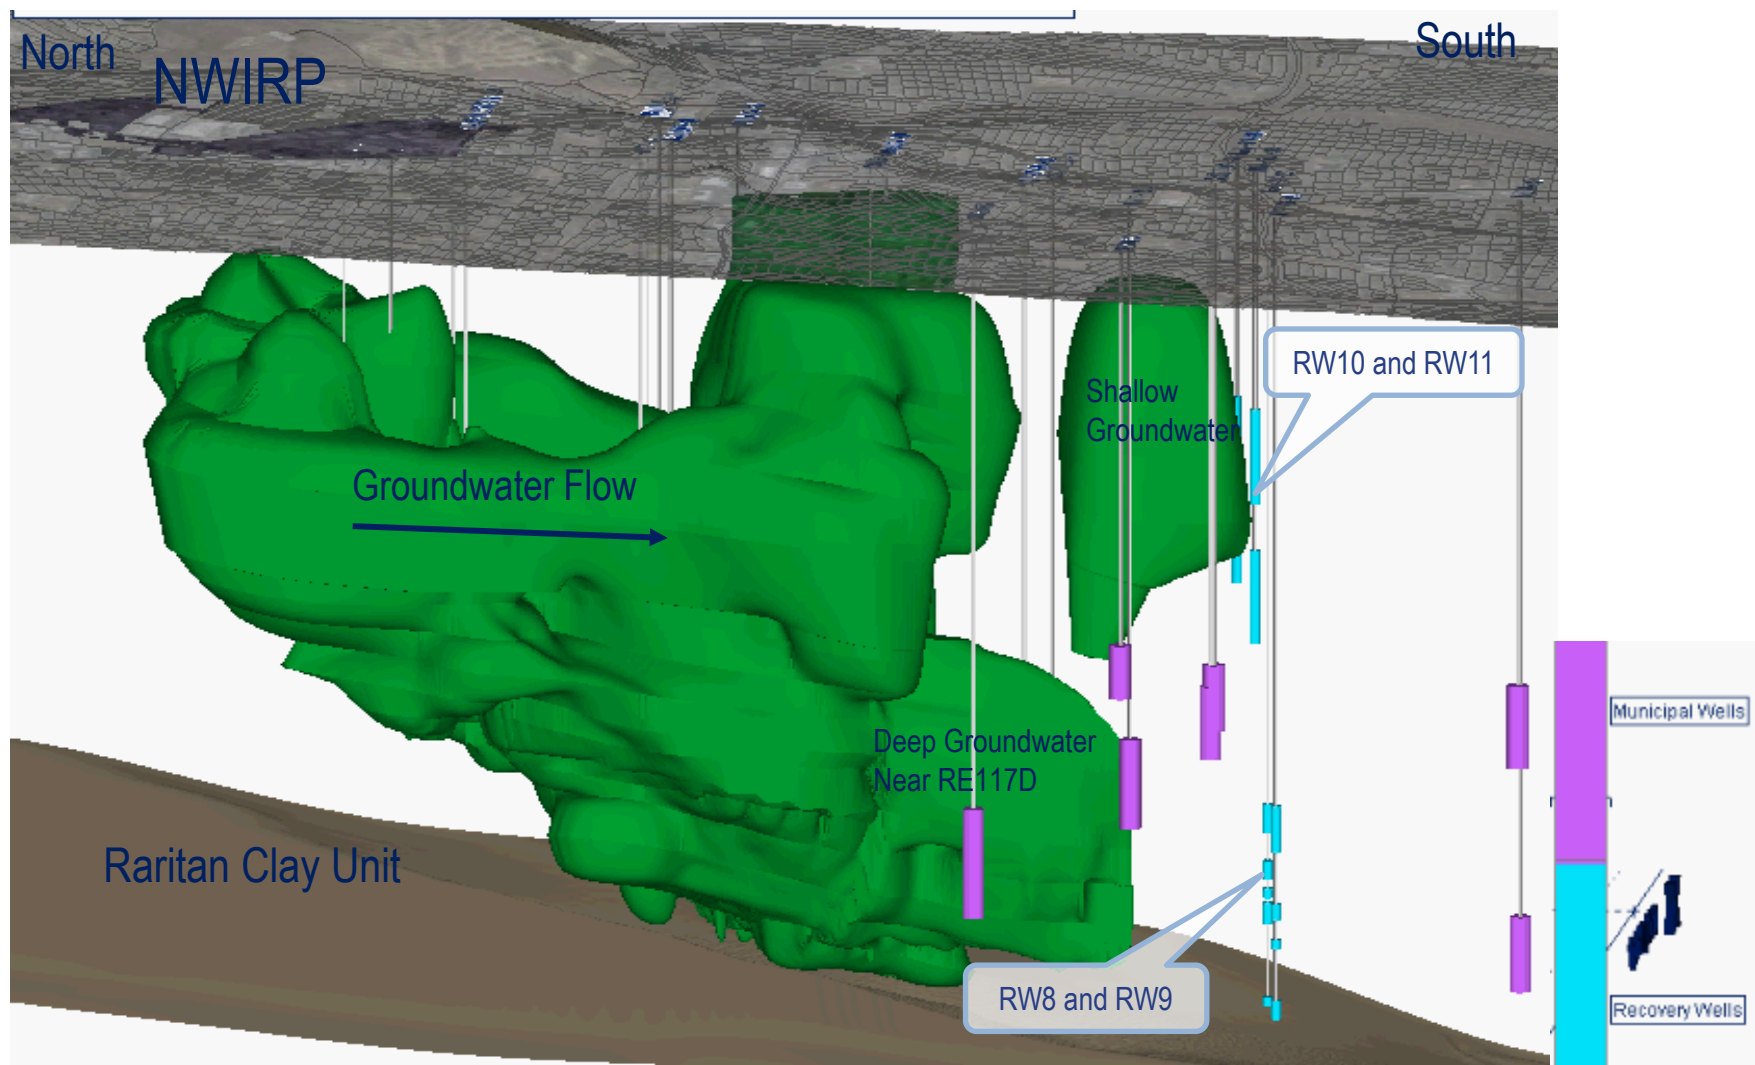 North
NWIRP
South
RW10 and RW11
Shallow
Groundwater
Groundwater Flow
Municipal Wells
Deep Groundwater
Near RE117D
Raritan Clay Unit
RW8 and RW9
Recovery Wells